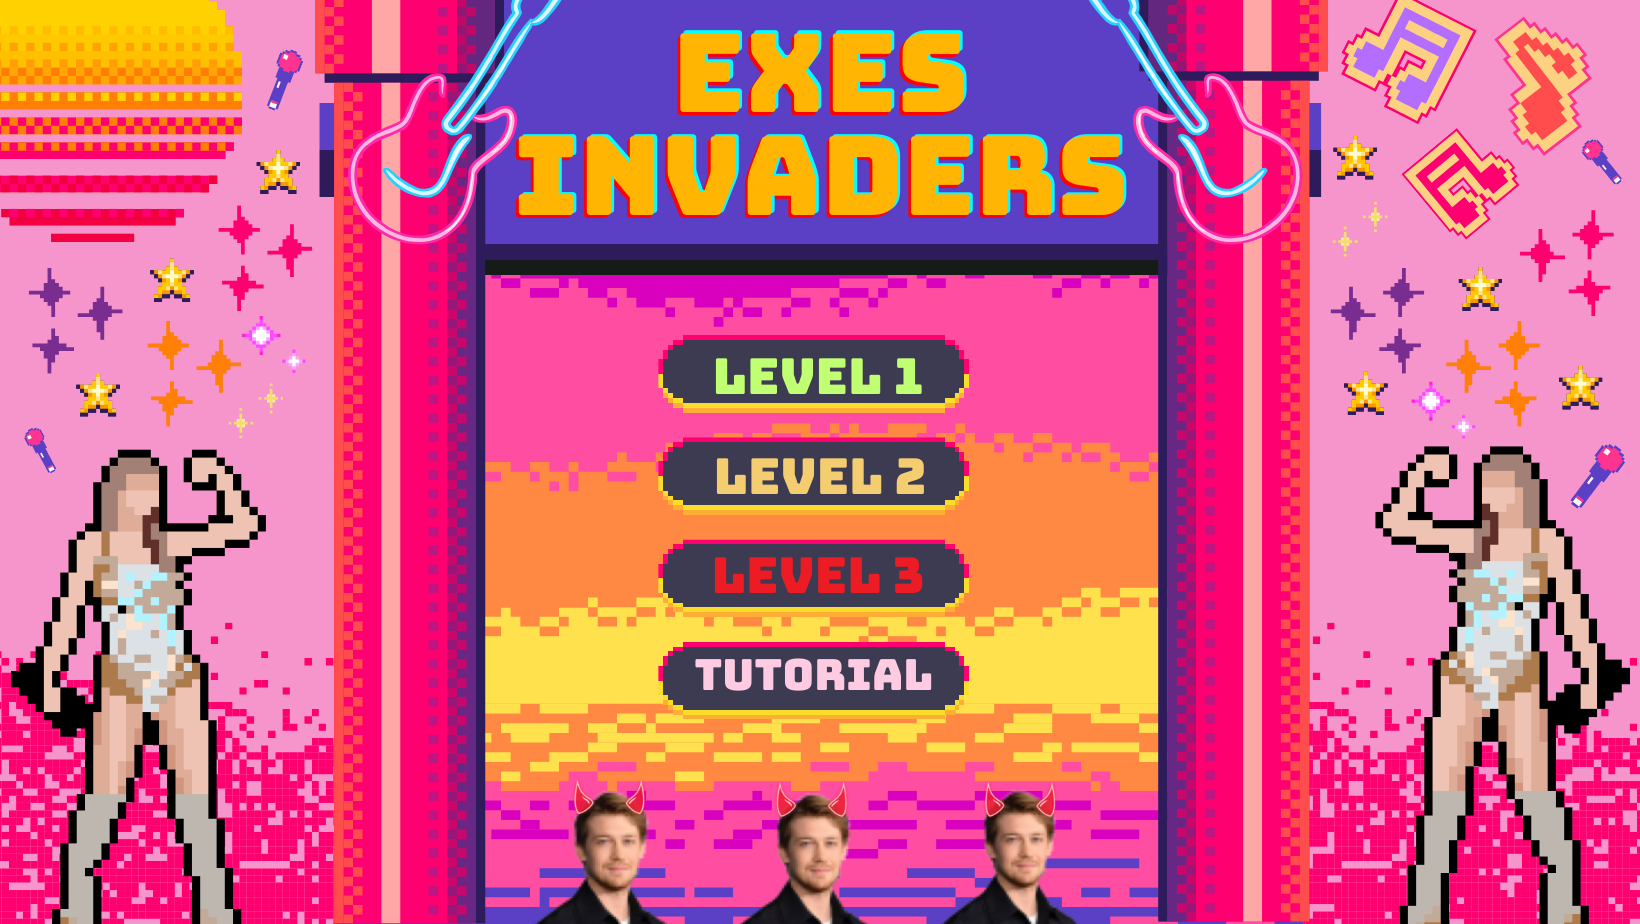 EXES
INVADERS
LEVEL 1
LEVEL 2
LEVEL 3
TUTORIAL